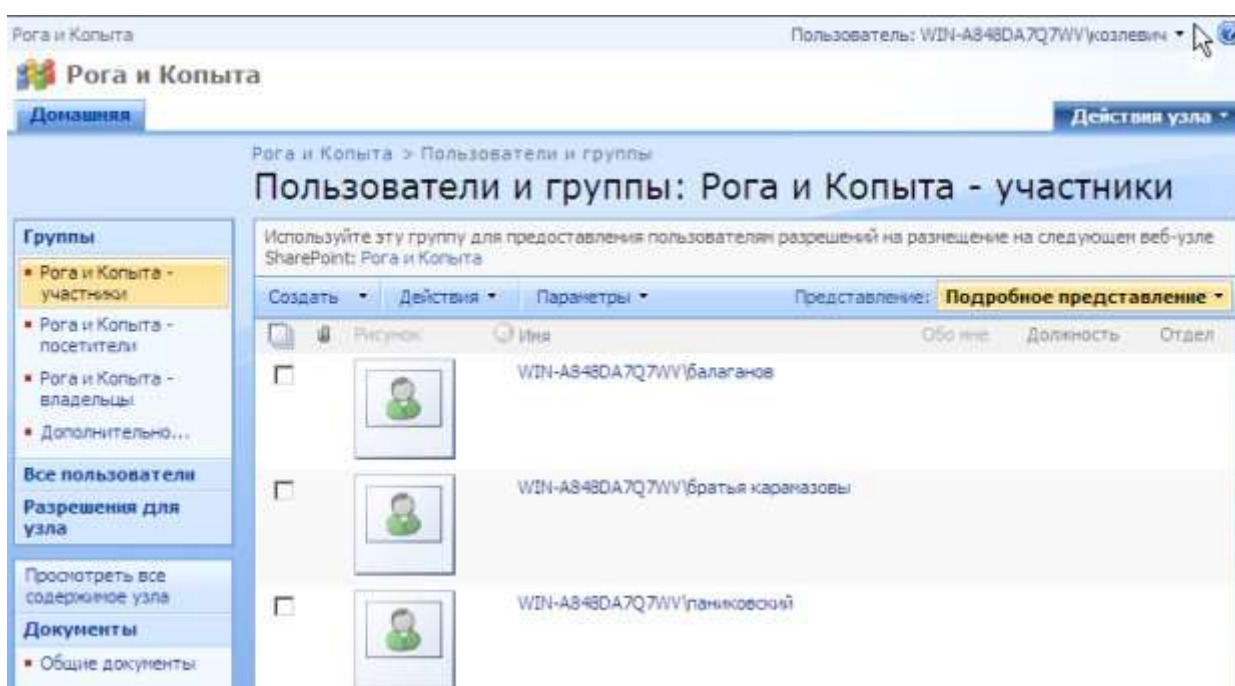 Рога и Копыта
Пользователь: WIN-A848DA7Q7WV\козлевич
Рога и Копыта
Домашняя
Действия узла
Рога и Копыта > Пользователи и группы
Пользователи и группы: Рога и Копыта - участники
Группы
Рога и Копыта -
участники
Рога и Копыта -
посетители
Рога и Копыта -
владельцы
Дополнительно...
Все пользователи
Разрешения для
узла
Просмотреть все
содержимое узла
Документы
Общие документы
Используйте эту группу для предоставления пользователям разрешений на размещение на следующем веб-узле
SharePoint: Рога и Копыта
Создать Действия Параметры Представление: Подробное представление
Рисунок Имя Обо мне Должность Отдел
WIN-A848DA7Q7WV\балаганов
WIN-A848DA7Q7WV\братья карамазовы
WIN-A848DA7Q7WV\паниковский